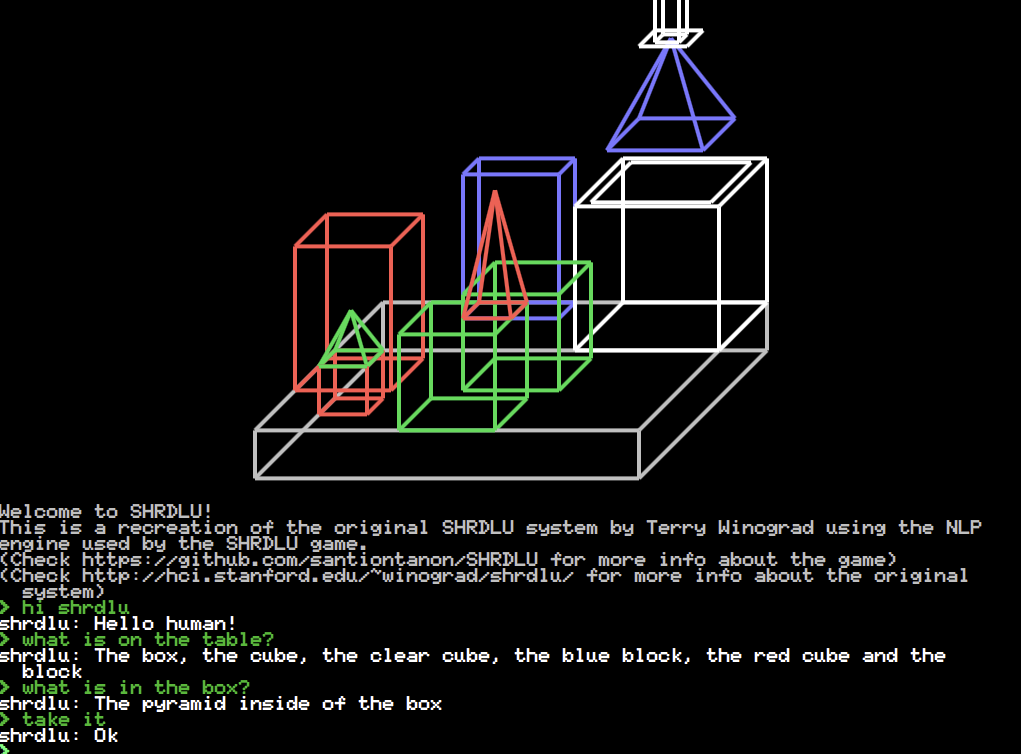 Welcome to SHRDLU!
This is a recreation of the original SHRDLU system by Terry Winograd using the NLP
engine used by the SHRDLU game.
(Check https://github.com/santiontanon/SHRDLU for more info about the game)
(Check http://hci.stanford.edu/~winograd/shrdlu/ for more info about the original
system)
> hi shrdlu
shrdlu: Hello human!
> what is on the table?
shrdlu: The box, the cube, the clear cube, the blue block, the red cube and the
block
> what is in the box?
shrdlu: The pyramid inside of the box
> take it
shrdlu: Ok
>